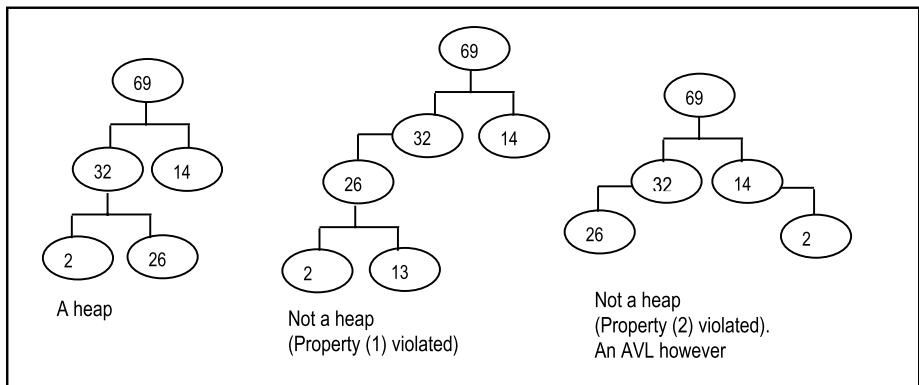 69
32 14
2 26
A heap
69
32 14
26
2 13
Not a heap
(Property (1) violated)
69
32 14
26 2
Not a heap
(Property (2) violated).
An AVL however